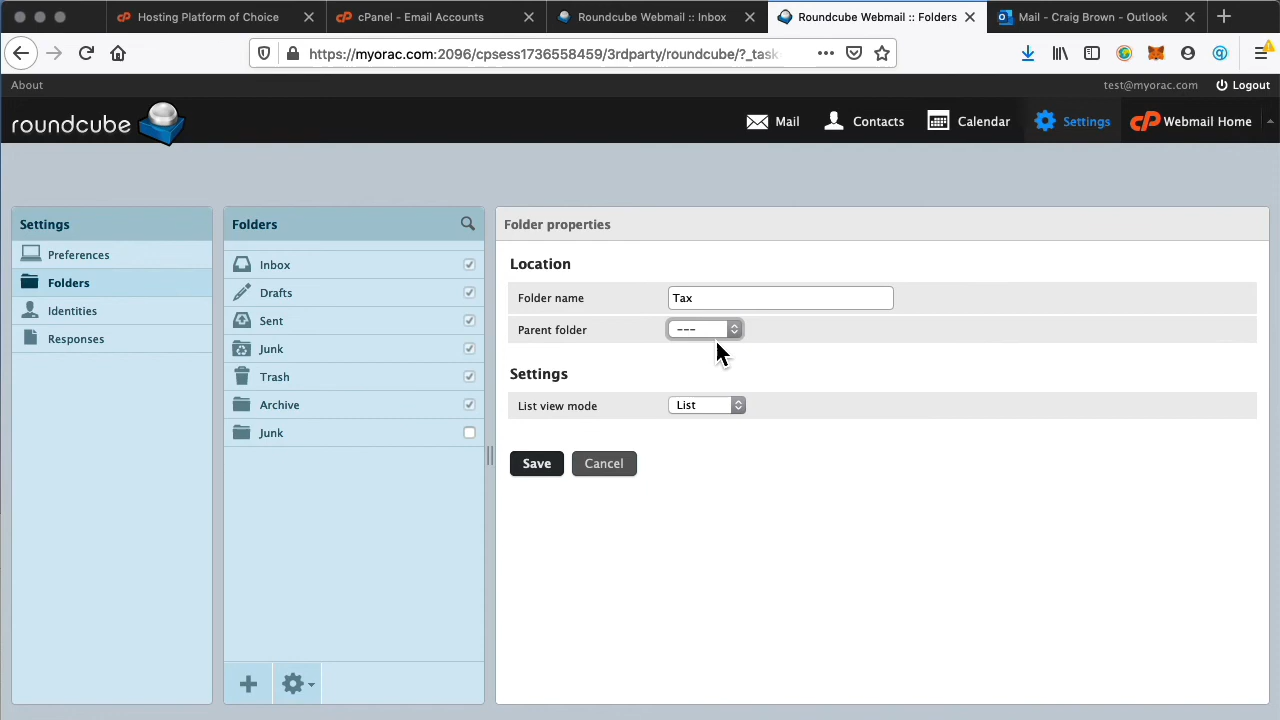 Hosting Platform of Choice
cPanel - Email Accounts
Roundcube Webmail :: Inbox
Roundcube Webmail :: Folders
Mail - Craig Brown - Outlook
https://myorac.com:2096/cpsess1736558459/3rdparty/roundcube/?_task
About
test@myorac.com
Logout
roundcube
Mail
Contacts
Calendar
Settings
cP Webmail Home
Settings
Preferences
Folders
Identities
Responses
Folders
Inbox
Drafts
Sent
Junk
Trash
Archive
Junk
Folder properties
Location
Folder name
Tax
Parent folder
---
Settings
List view mode
List
Save
Cancel